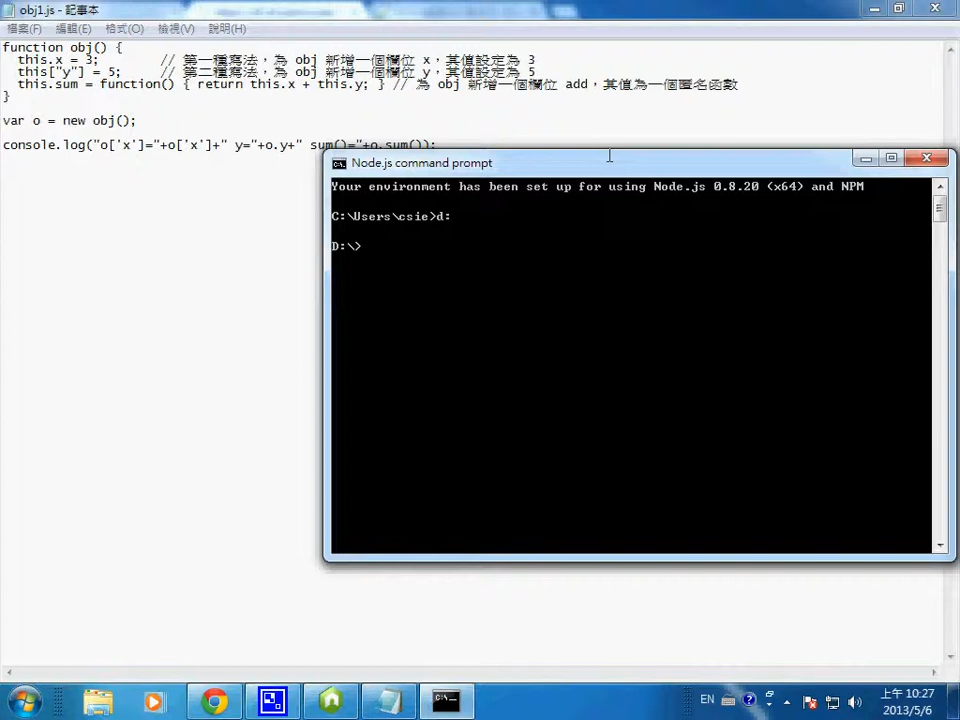 obj1.js - 記事本
檔案(F) 編輯(E) 格式(O) 檢視(V) 說明(H)
function obj() {
this.x = 3; // 第一種寫法，為 obj 新增一個欄位 x，其值設定為 3
this["y"] = 5; // 第二種寫法，為 obj 新增一個欄位 y，其值設定為 5
this.sum = function() { return this.x + this.y; } // 為 obj 新增一個欄位 add，其值為一個匿名函數
}
var o = new obj();
console.log("o['x']="+o['x']+" y="+o.y+" sum()="+o.sum());
Node.js command prompt
Your environment has been set up for using Node.js 0.8.20 (x64) and NPM
C:\Users\csie>d:
D:\>
EN
上午 10:27
2013/5/6